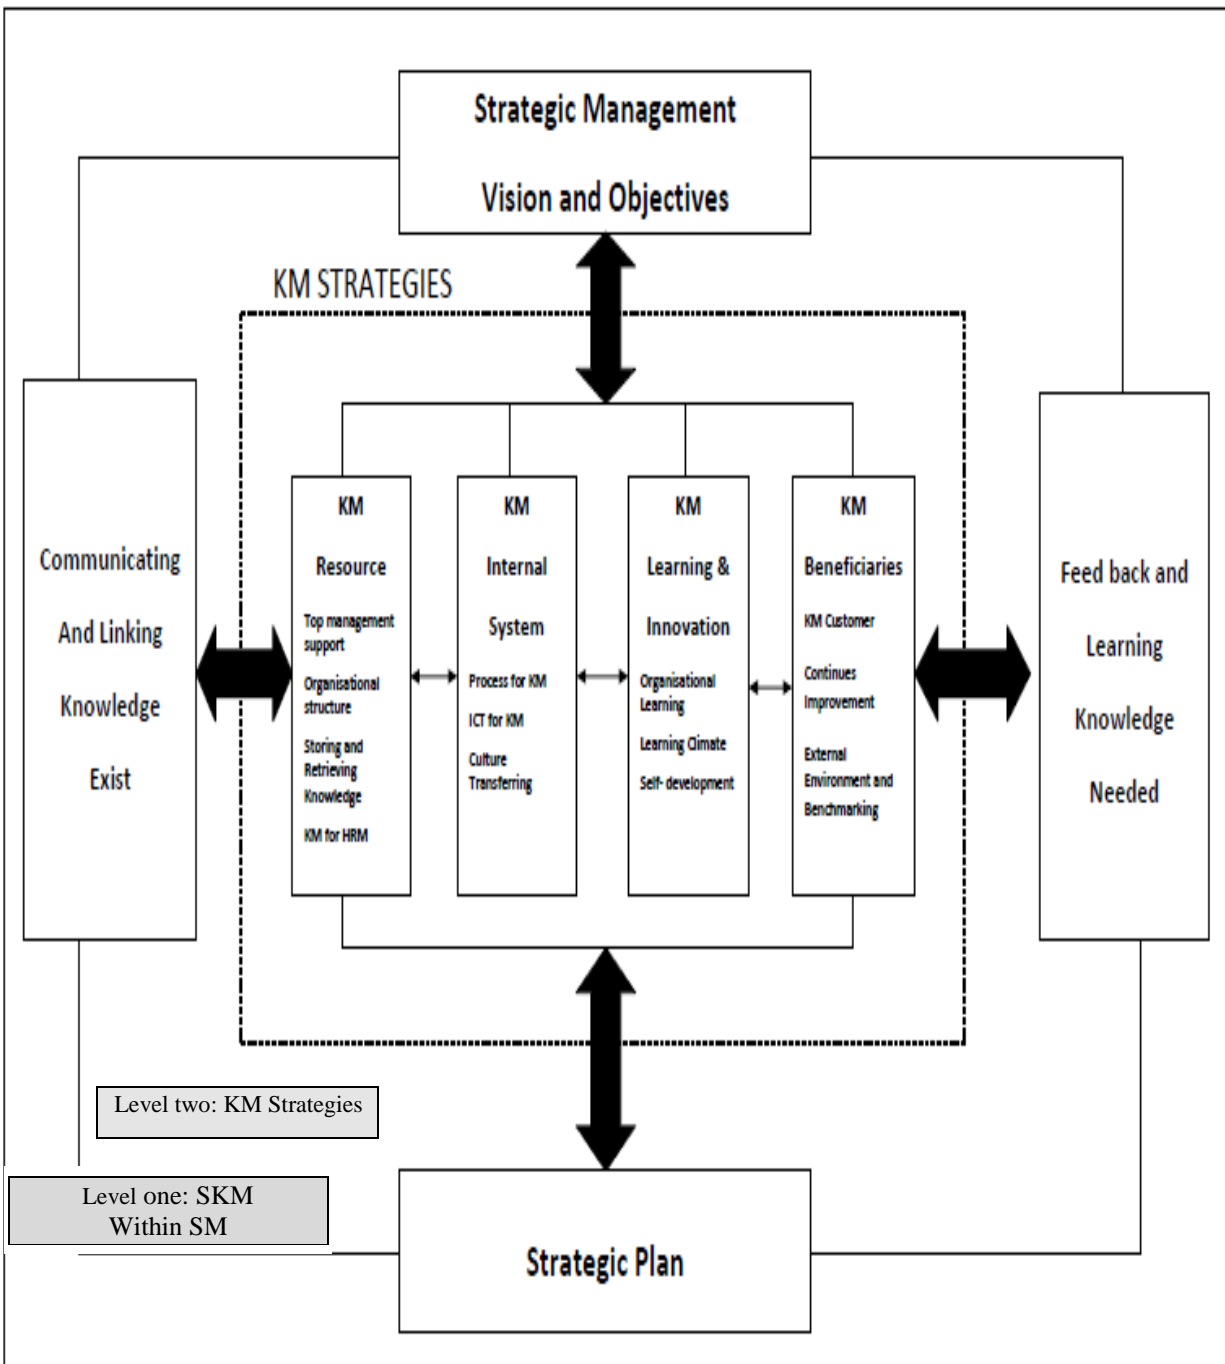 Strategic Management
Vision and Objectives
KM STRATEGIES
Communicating
And Linking
Knowledge
Exist
KM
Resource
Top management
support
Organisational
structure
Storing and
Retrieving
Knowledge
KM for HRM
KM
Internal
System
Process for KM
ICT for KM
Culture
Transferring
KM
Learning &
Innovation
Organisational
Learning
Learning Climate
Self- development
KM
Beneficiaries
KM Customer
Continues
Improvement
External
Environment and
Benchmarking
Feed back and
Learning
Knowledge
Needed
Level two: KM Strategies
Level one: SKM
Within SM
Strategic Plan